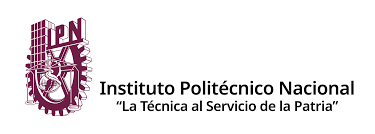 IPN
Instituto Politécnico Nacional
“La Técnica al Servicio de la Patria”